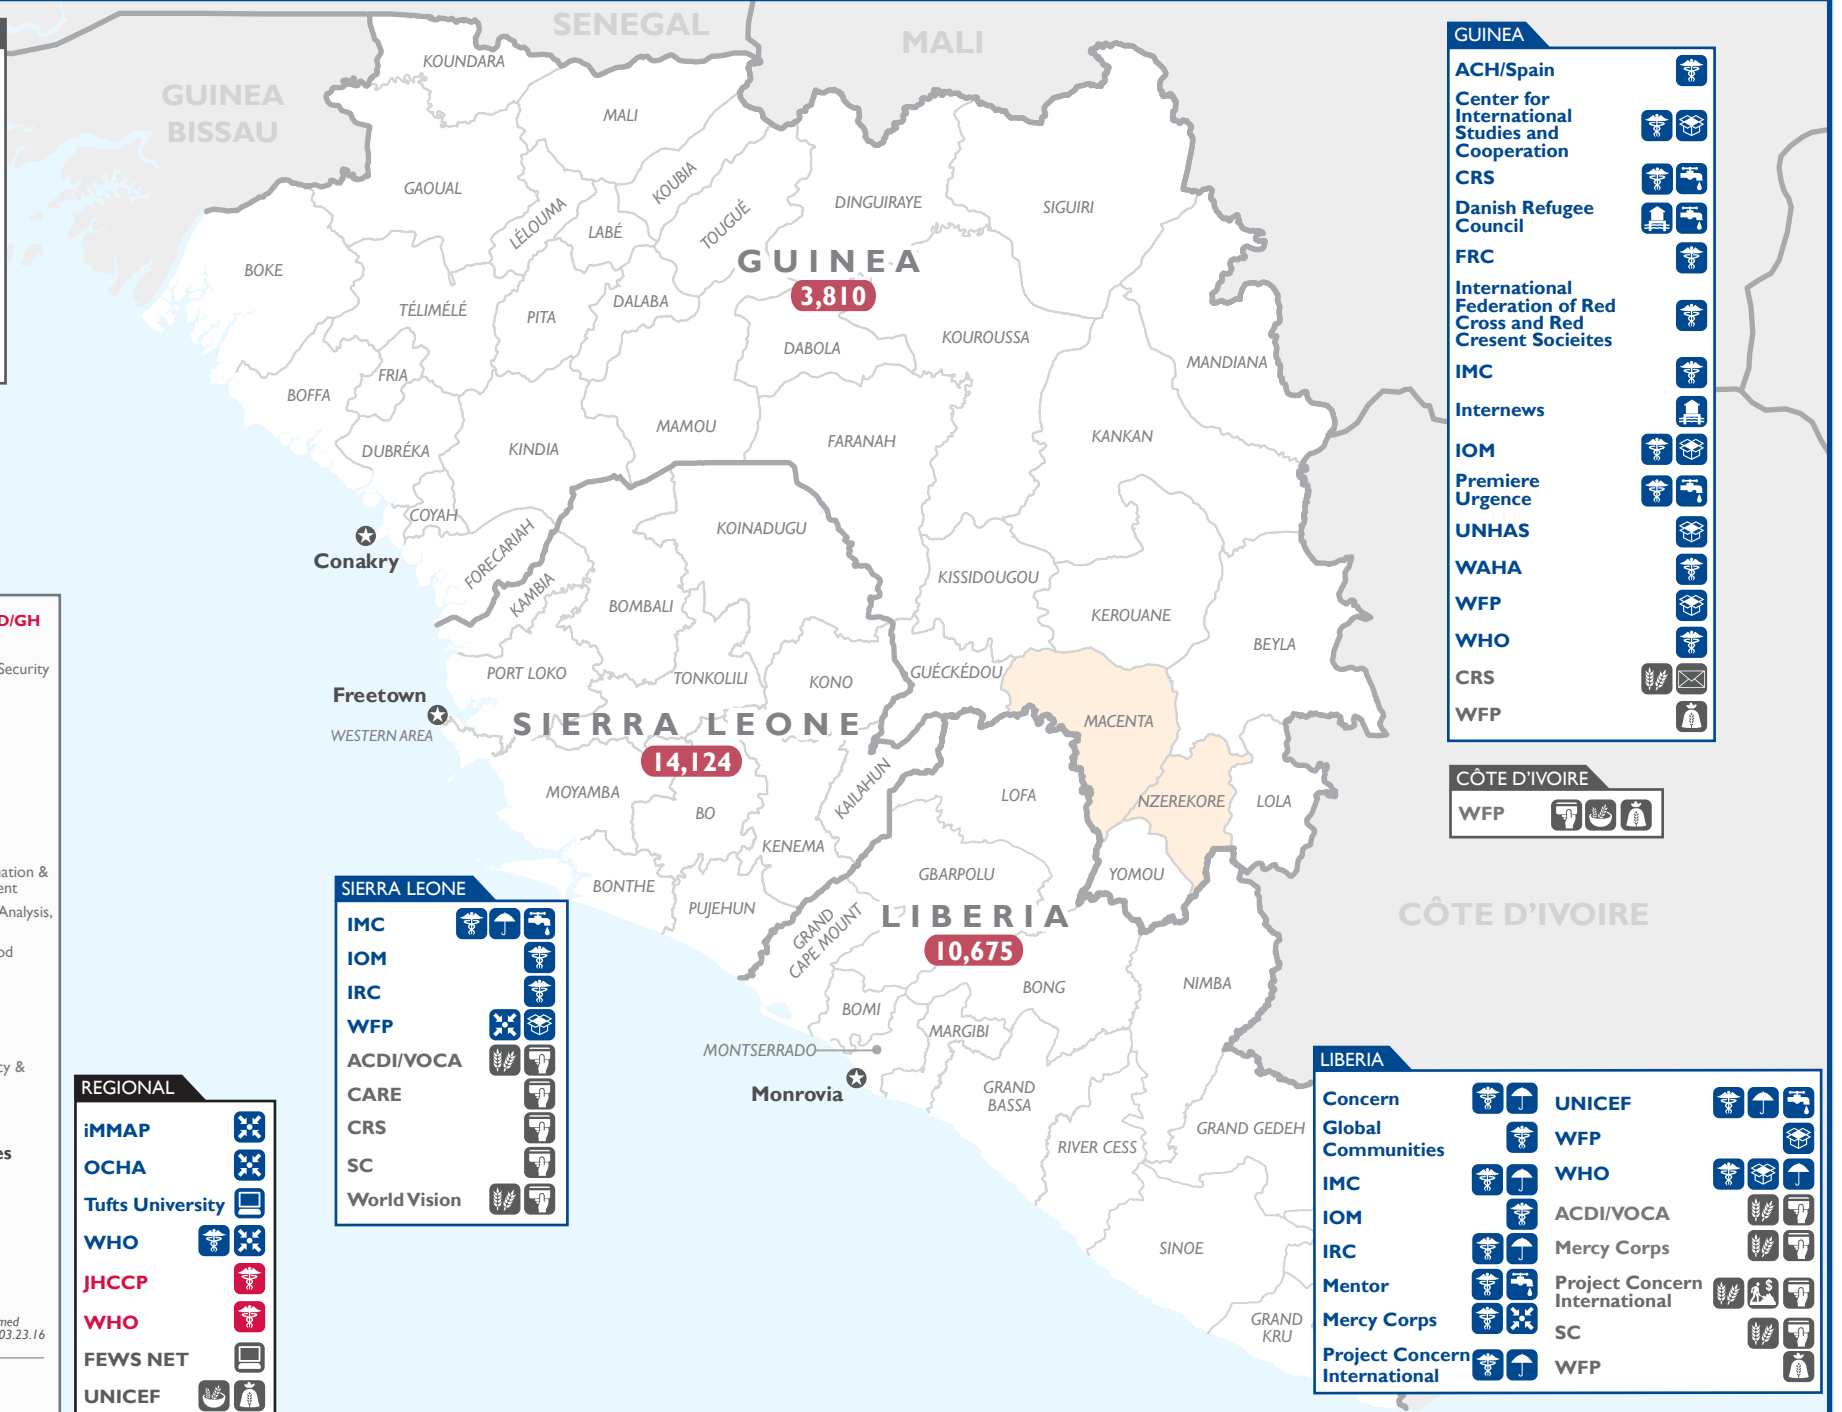 SENEGAL
MALI
GUINEA
BISSAU
KOUNDARA
MALI
GAOUAL
KOUBIA
LÉLOUMA
LABÉ
TOUGUÉ
DINGUIRAYE
SIGUIRI
BOKE
GUINEA
3,810
TÉLIMÉLÉ
PITA
DALABA
DABOLA
KOUROUSSA
MANDIANA
FRIA
BOFFA
DUBRÉKA
KINDIA
MAMOU
FARANAH
KANKAN
COYAH
Conakry
FORECARIAH
KISSIDOUGOU
KEROUANE
BEYLA
GUÉCKÉDOU
MACENTA
NZEREKORE
LOLA
YOMOU
KOINADUGU
KAMBIA
BOMBALI
PORT LOKO
TONKOLILI
KONO
Freetown
WESTERN AREA
SIERRA LEONE
14,124
MOYAMBA
BO
KAILAHUN
KENEMA
BONTHE
PUJEHUN
LOFA
GBARPOLU
LIBERIA
10,675
GRAND
CAPE MOUNT
BOMI
BONG
NIMBA
MARGIBI
MONTSERRADO
Monrovia
GRAND
BASSA
RIVER CESS
GRAND GEDEH
SINOE
GRAND
KRU
CÔTE D'IVOIRE
GUINEA
ACH/Spain
Center for
International
Studies and
Cooperation
CRS
Danish Refugee
Council
FRC
International
Federation of Red
Cross and Red
Cresent Socieites
IMC
Internews
IOM
Premiere
Urgence
UNHAS
WAHA
WFP
WHO
CRS
WFP
CÔTE D'IVOIRE
WFP
SIERRA LEONE
IMC
IOM
IRC
WFP
ACDI/VOCA
CARE
CRS
SC
World Vision
REGIONAL
iMMAP
OCHA
Tufts University
WHO
JHCCP
WHO
FEWS NET
UNICEF
LIBERIA
Concern
Global
Communities
IMC
IOM
IRC
Mentor
Mercy Corps
Project Concern
International
UNICEF
WFP
WHO
ACDI/VOCA
Mercy Corps
Project Concern
International
SC
WFP
D/GH
Security
Analysis,
03.23.16